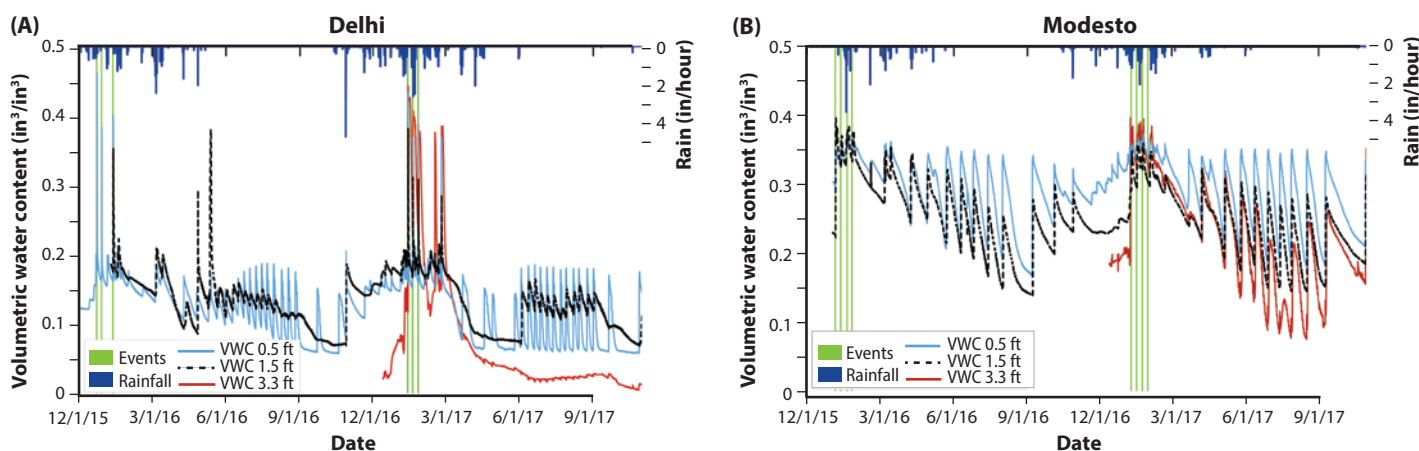 (A)
Delhi
Volumetric water content (in³/in³)
0.5
0.4
0.3
0.2
0.1
0
0
2
4
Rain (in/hour)
Events
Rainfall
VWC 0.5 ft
VWC 1.5 ft
VWC 3.3 ft
12/1/15 3/1/16 6/1/16 9/1/16 12/1/16 3/1/17 6/1/17 9/1/17
Date
(B)
Modesto
Volumetric water content (in³/in³)
0.5
0.4
0.3
0.2
0.1
0
0
2
4
Rain (in/hour)
Events
Rainfall
VWC 0.5 ft
VWC 1.5 ft
VWC 3.3 ft
12/1/15 3/1/16 6/1/16 9/1/16 12/1/16 3/1/17 6/1/17 9/1/17
Date